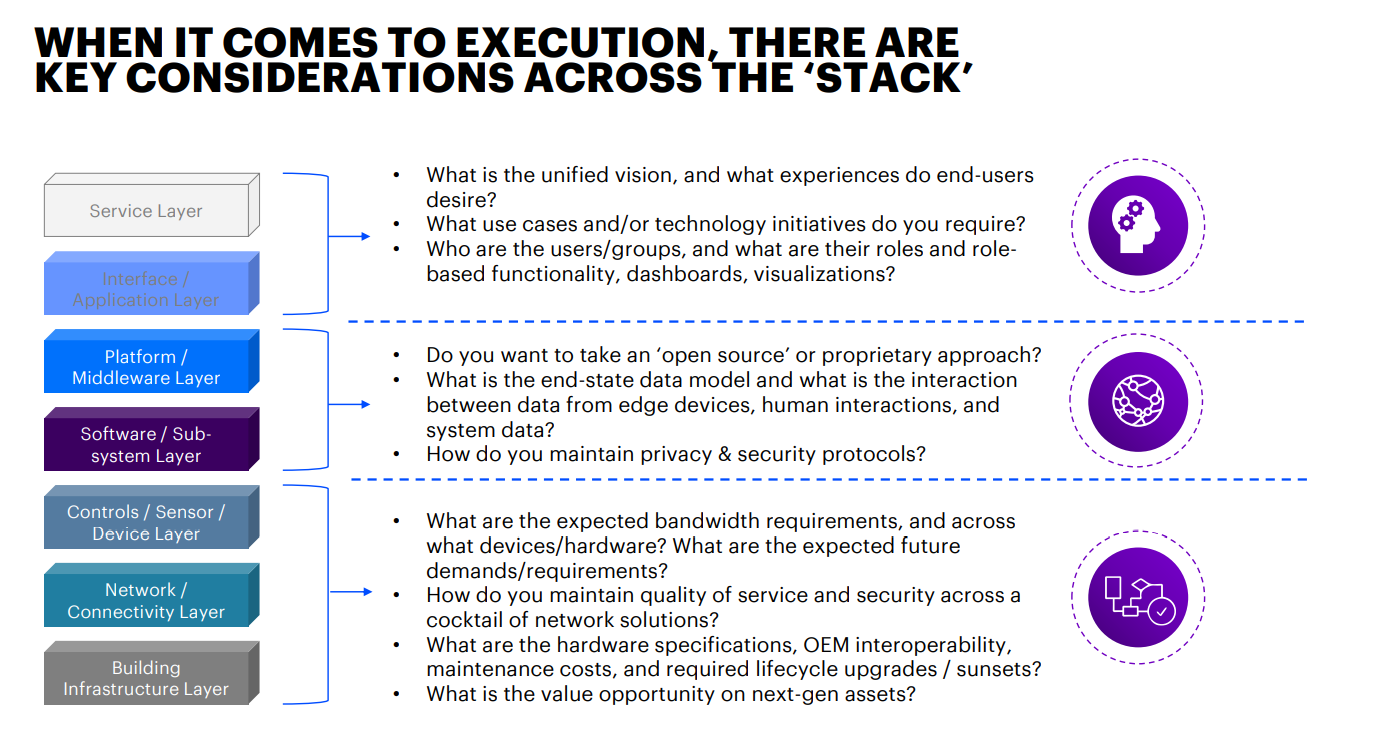 WHEN IT COMES TO EXECUTION, THERE ARE
KEY CONSIDERATIONS ACROSS THE ‘STACK’
Service Layer
Interface /
Application Layer
• What is the unified vision, and what experiences do end-users
desire?
• What use cases and/or technology initiatives do you require?
• Who are the users/groups, and what are their roles and role-
based functionality, dashboards, visualizations?
Platform /
Middleware Layer
Software / Sub-
system Layer
• Do you want to take an ‘open source’ or proprietary approach?
• What is the end-state data model and what is the interaction
between data from edge devices, human interactions, and
system data?
• How do you maintain privacy & security protocols?
Controls / Sensor /
Device Layer
Network /
Connectivity Layer
Building
Infrastructure Layer
• What are the expected bandwidth requirements, and across
what devices/hardware? What are the expected future
demands/requirements?
• How do you maintain quality of service and security across a
cocktail of network solutions?
• What are the hardware specifications, OEM interoperability,
maintenance costs, and required lifecycle upgrades / sunsets?
• What is the value opportunity on next-gen assets?